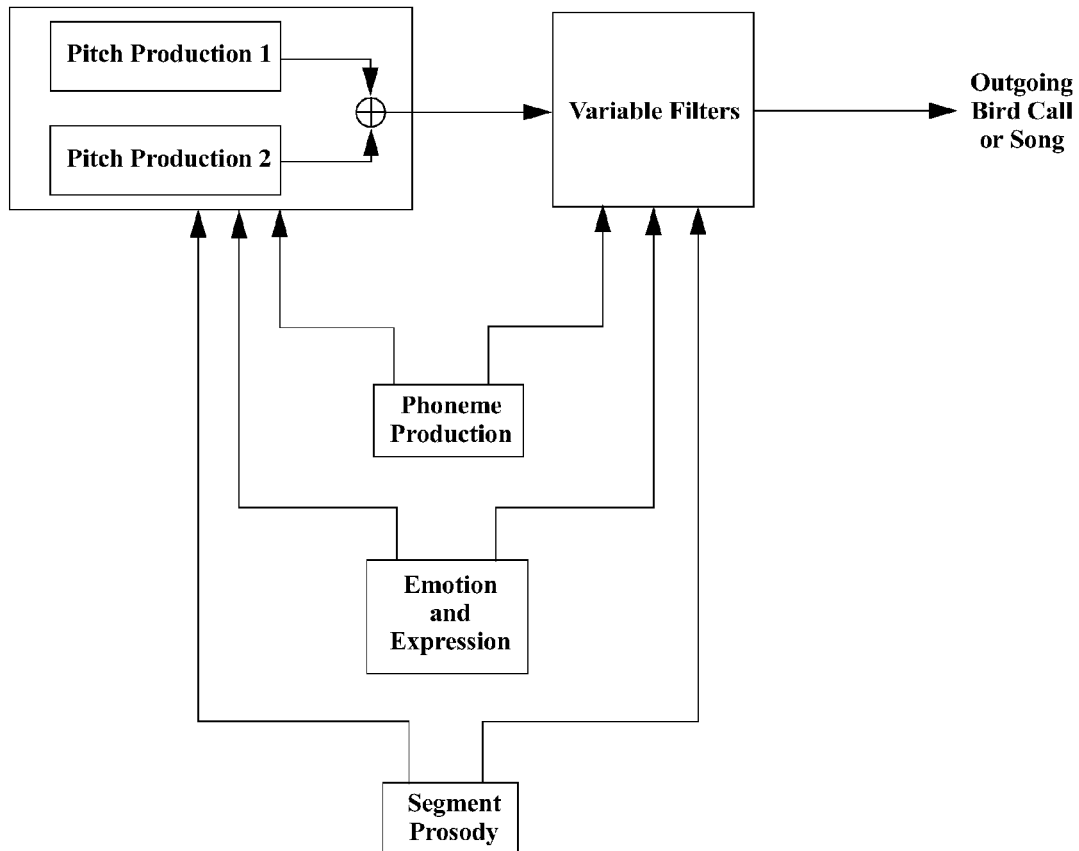 Pitch Production 1
Pitch Production 2
Variable Filters
Outgoing
Bird Call
or Song
Phoneme
Production
Emotion
and
Expression
Segment
Prosody